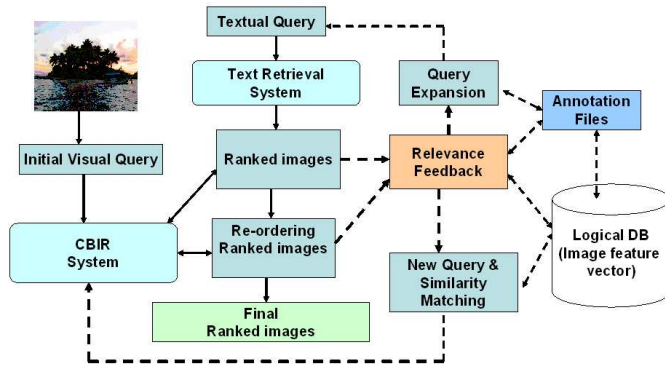 Textual Query
Text Retrieval
System
Query
Expansion
Annotation
Files
Initial Visual Query
Ranked images
Relevance
Feedback
CBIR
System
Re-ordering
Ranked images
Logical DB
(Image feature
vector)
New Query &
Similarity
Matching
Final
Ranked images